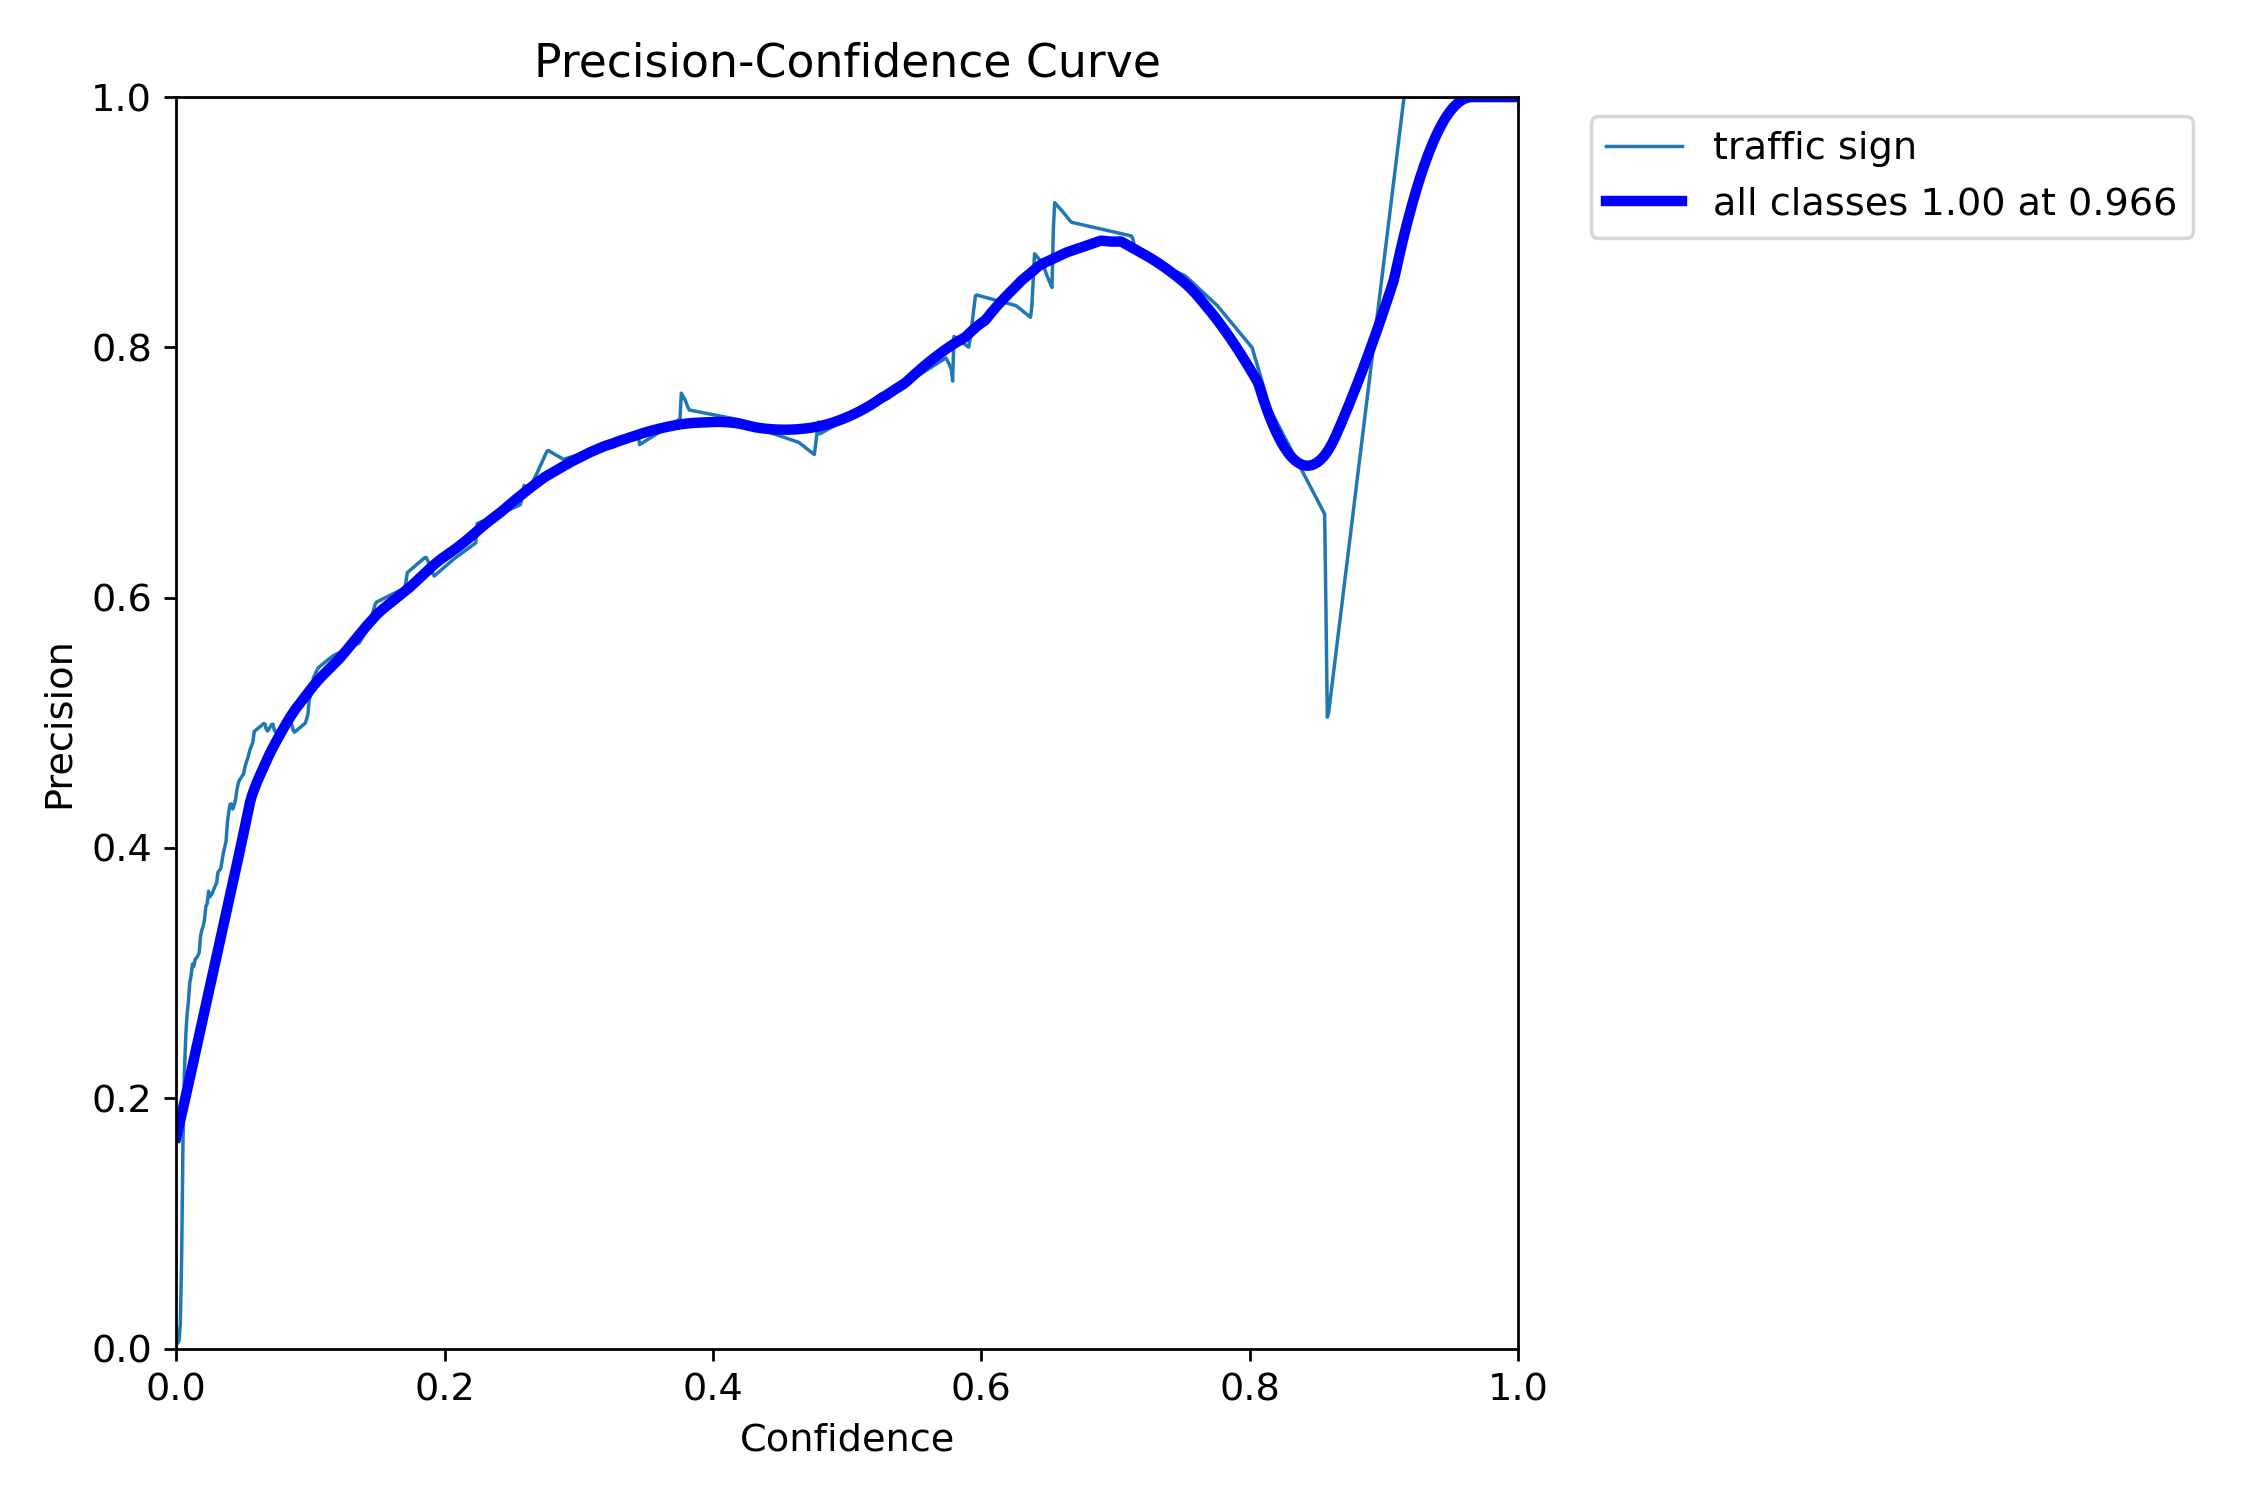 Precision-Confidence Curve
1.0
0.8
0.6
0.4
0.2
0.0
Precision
0.0 0.2 0.4 0.6 0.8 1.0
Confidence
traffic sign
all classes 1.00 at 0.966